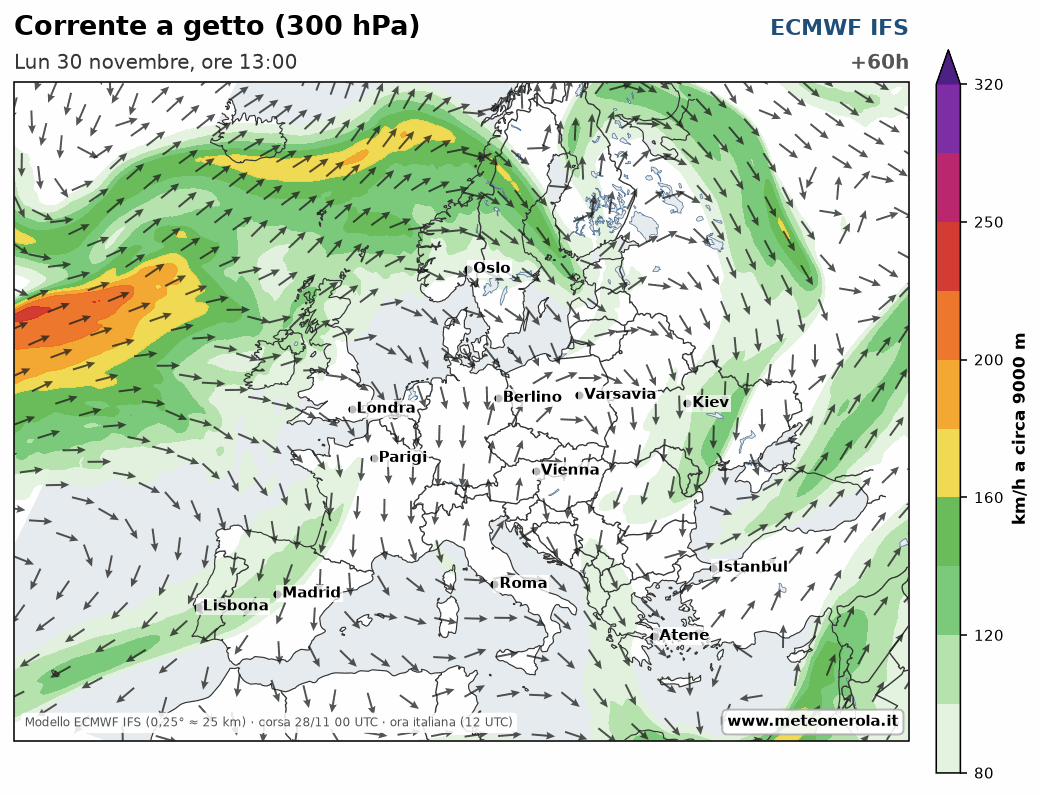 Corrente a getto (300 hPa)
ECMWF IFS
Lun 30 novembre, ore 13:00
+60h
320
250
200
160
120
80
km/h a circa 9000 m
Oslo
Londra
Berlino
Varsavia
Kiev
Parigi
Vienna
Istanbul
Roma
Madrid
Lisbona
Atene
Modello ECMWF IFS (0,25° ≈ 25 km) · corsa 28/11 00 UTC · ora italiana (12 UTC)
www.meteonerola.it